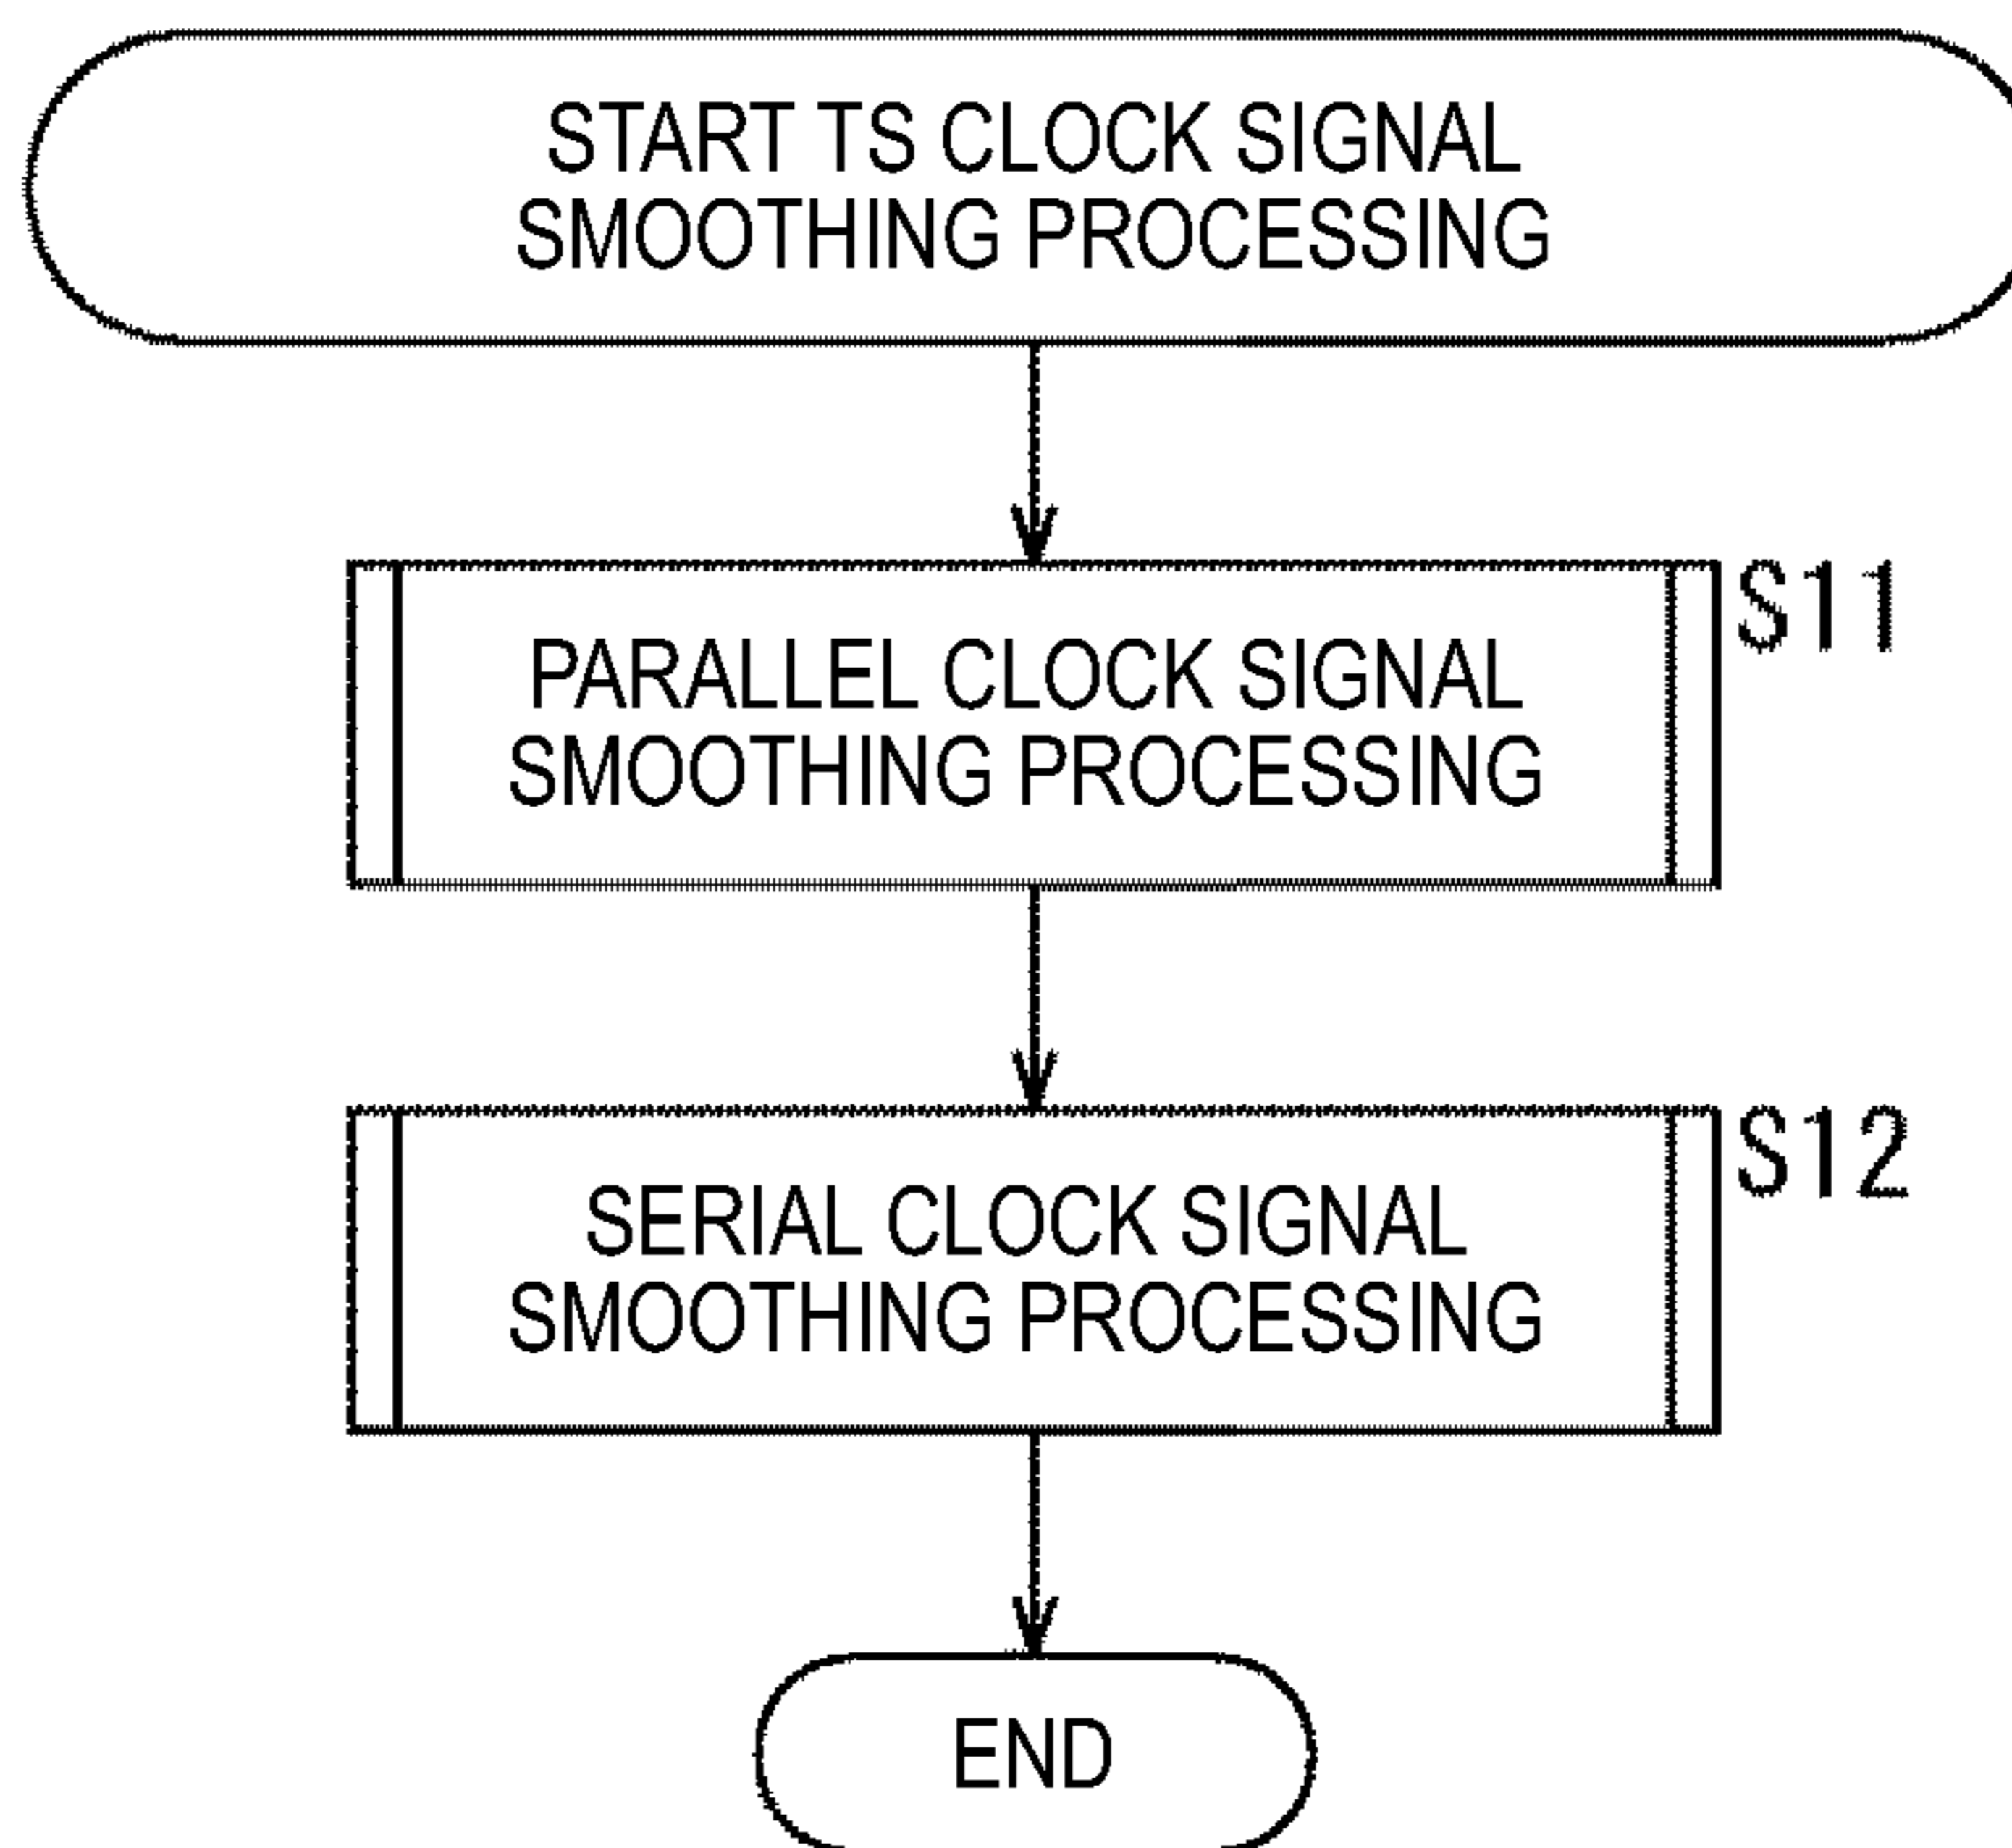 START TS CLOCK SIGNAL
SMOOTHING PROCESSING
S11
PARALLEL CLOCK SIGNAL
SMOOTHING PROCESSING
S12
SERIAL CLOCK SIGNAL
SMOOTHING PROCESSING
END